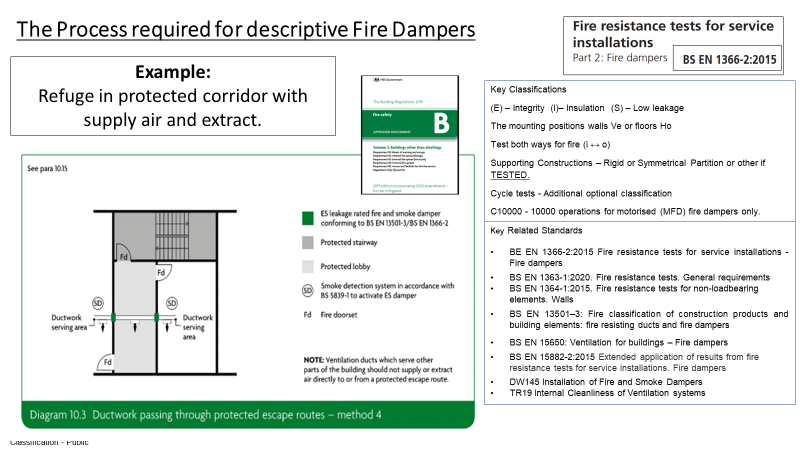 The Process required for descriptive Fire Dampers
Example:
Refuge in protected corridor with
supply air and extract.
HM Government
The Building Regulations 2010
Fire safety
APPROVED DOCUMENT
B
Volume 2: Buildings other than dwellings
2019 edition incorporating 2020 amendments –
for use in England
See para 10.15
Fd
Fd
SD
SD
Ductwork
serving area
Ductwork
serving
area
Fd
ES leakage rated fire and smoke damper
conforming to BS EN 13501-3/BS EN 1366-2
Protected stairway
Protected lobby
SD
Smoke detection system in accordance with
BS 5839-1 to activate ES damper
Fd Fire doorset
NOTE: Ventilation ducts which serve other
parts of the building should not supply or extract
air directly to or from a protected escape route.
Diagram 10.3 Ductwork passing through protected escape routes – method 4
Classification – Public
Fire resistance tests for service
installations
Part 2: Fire dampers
BS EN 1366-2:2015
Key Classifications
(E) – Integrity (I)– Insulation (S) – Low leakage
The mounting positions walls Ve or floors Ho
Test both ways for fire (i ↔ o)
Supporting Constructions – Rigid or Symmetrical Partition or other if
TESTED.
Cycle tests - Additional optional classification
C10000 - 10000 operations for motorised (MFD) fire dampers only.
Key Related Standards
• BE EN 1366-2:2015 Fire resistance tests for service installations -
Fire dampers
• BS EN 1363-1:2020. Fire resistance tests. General requirements
• BS EN 1364-1:2015. Fire resistance tests for non-loadbearing
elements. Walls
• BS EN 13501–3: Fire classification of construction products and
building elements: fire resisting ducts and fire dampers
• BS EN 15650: Ventilation for buildings – Fire dampers
• BS EN 15882-2:2015 Extended application of results from fire
resistance tests for service installations. Fire dampers
• DW145 Installation of Fire and Smoke Dampers
• TR19 Internal Cleanliness of Ventilation systems